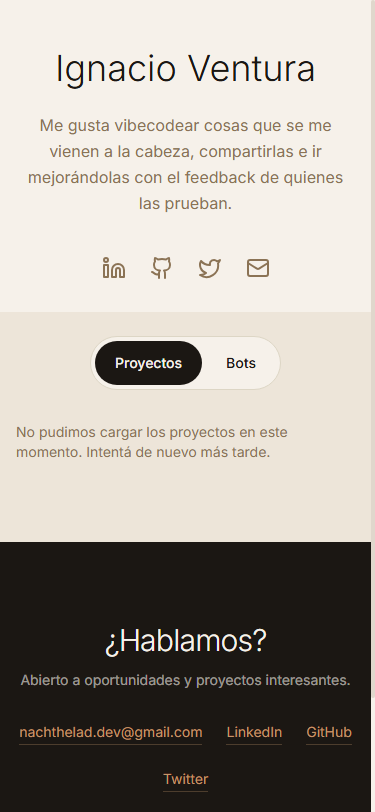 Ignacio Ventura
Me gusta vibecodear cosas que se me
vienen a la cabeza, compartirlas e ir
mejorándolas con el feedback de quienes
las prueban.
Proyectos Bots
No pudimos cargar los proyectos en este
momento. Intentá de nuevo más tarde.
¿Hablamos?
Abierto a oportunidades y proyectos interesantes.
nachthelad.dev@gmail.com LinkedIn GitHub
Twitter